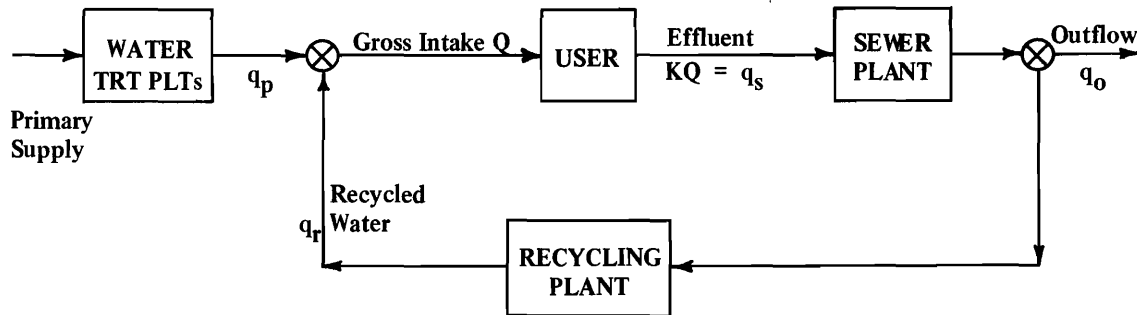 WATER
TRT PLTs
Primary
Supply
q_p
Gross Intake Q
USER
Effluent
KQ = q_s
SEWER
PLANT
Outflow
q_o
Recycled
Water
q_r
RECYCLING
PLANT